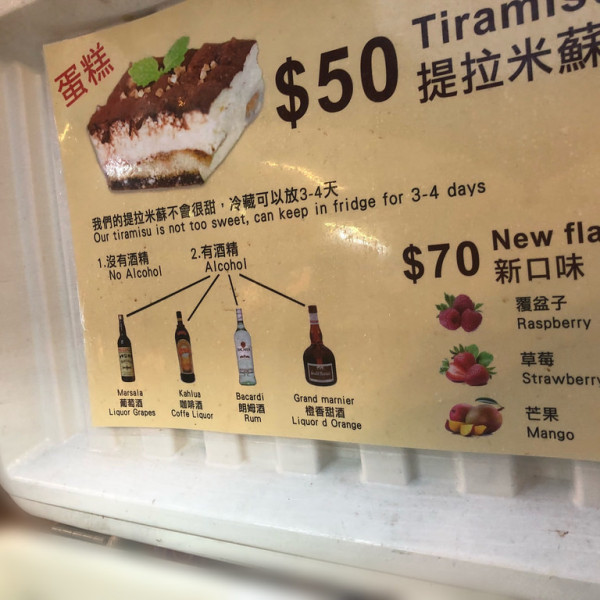 蛋糕
$50
Tiramisu
提拉米蘇
我們的提拉米蘇不會很甜，冷藏可以放3-4天
Our tiramisu is not too sweet, can keep in fridge for 3-4 days
1.沒有酒精
No Alcohol
2.有酒精
Alcohol
Marsala
葡萄酒
Liquor Grapes
Kahlua
咖啡酒
Coffe Liquor
Bacardi
朗姆酒
Rum
Grand marnier
橙香甜酒
Liquor d Orange
$70
New fla
新口味
覆盆子
Raspberry
草莓
Strawberry
芒果
Mango